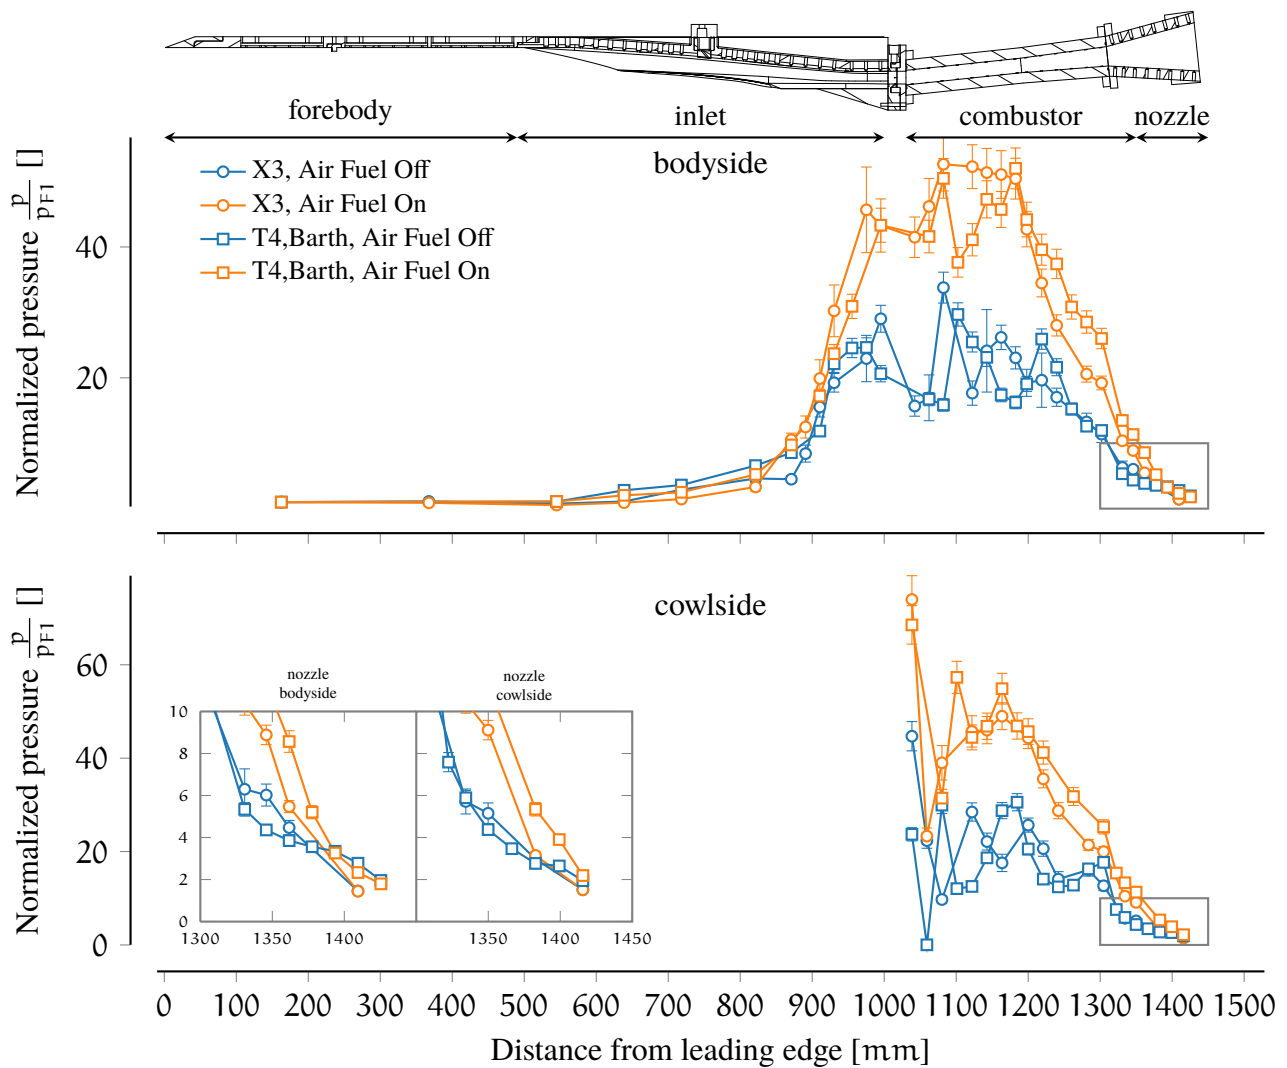 forebody
inlet
combustor
nozzle
bodyside
X3, Air Fuel Off
X3, Air Fuel On
T4,Barth, Air Fuel Off
T4,Barth, Air Fuel On
Normalized pressure p/pF1 []
40
20
cowlside
Normalized pressure p/pF1 []
60
40
20
0
nozzle
bodyside
nozzle
cowlside
10
8
6
4
2
0
1300 1350 1400 1350 1400 1450
0 100 200 300 400 500 600 700 800 900 1000 1100 1200 1300 1400 1500
Distance from leading edge [mm]